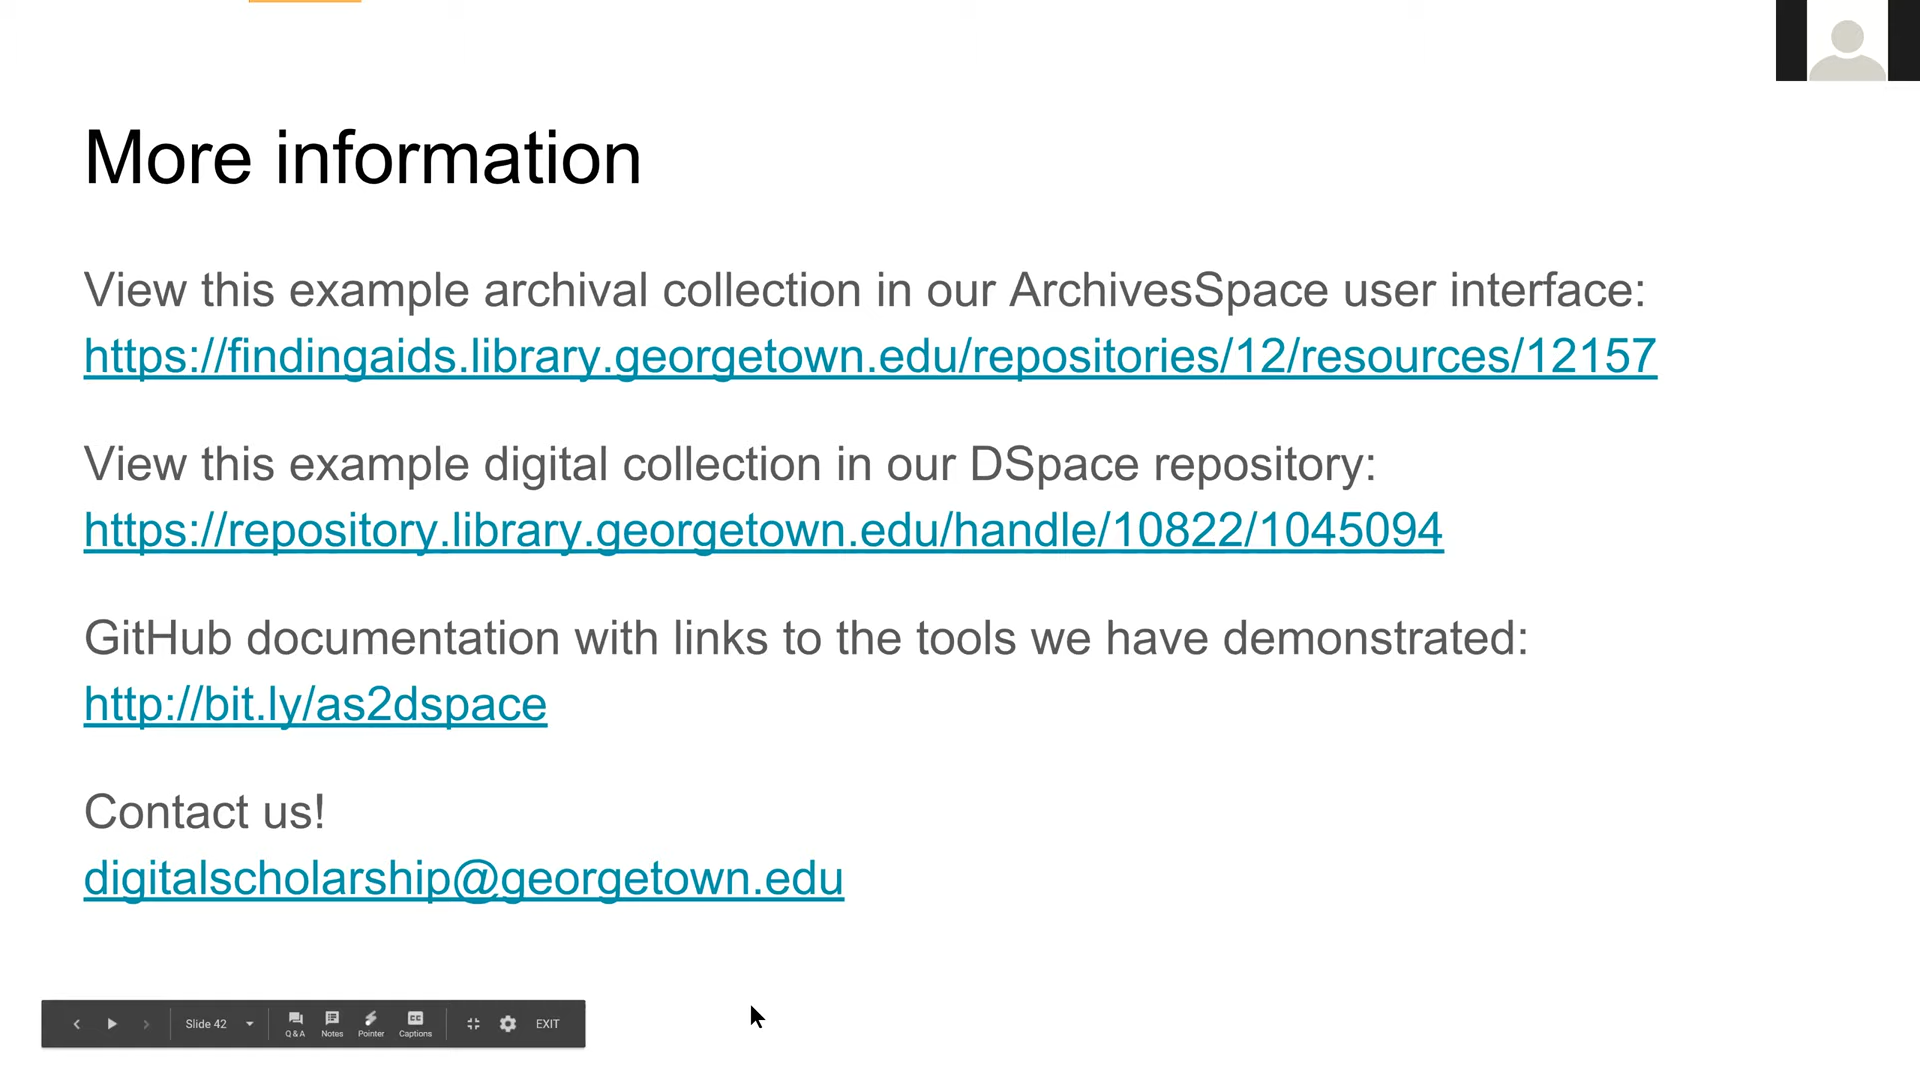 More information
View this example archival collection in our ArchivesSpace user interface:
https://findingaids.library.georgetown.edu/repositories/12/resources/12157
View this example digital collection in our DSpace repository:
https://repository.library.georgetown.edu/handle/10822/1045094
GitHub documentation with links to the tools we have demonstrated:
http://bit.ly/as2dspace
Contact us!
digitalscholarship@georgetown.edu
Slide 42 Q&A Notes Pointer CC Captions EXIT